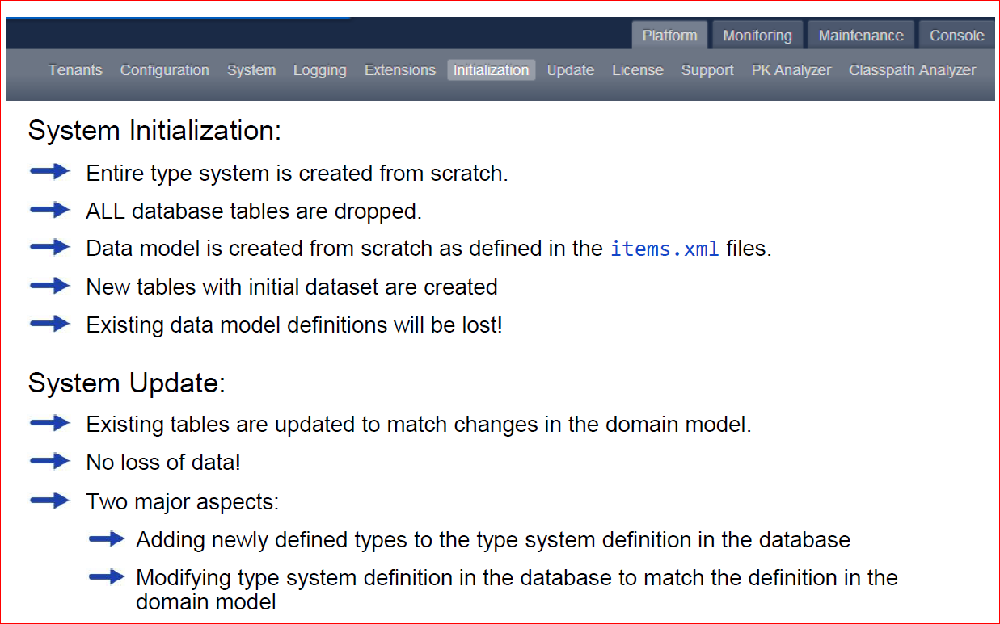 Platform Monitoring Maintenance Console
Tenants Configuration System Logging Extensions Initialization Update License Support PK Analyzer Classpath Analyzer
System Initialization:
Entire type system is created from scratch.
ALL database tables are dropped.
Data model is created from scratch as defined in the items.xml files.
New tables with initial dataset are created
Existing data model definitions will be lost!
System Update:
Existing tables are updated to match changes in the domain model.
No loss of data!
Two major aspects:
Adding newly defined types to the type system definition in the database
Modifying type system definition in the database to match the definition in the
domain model